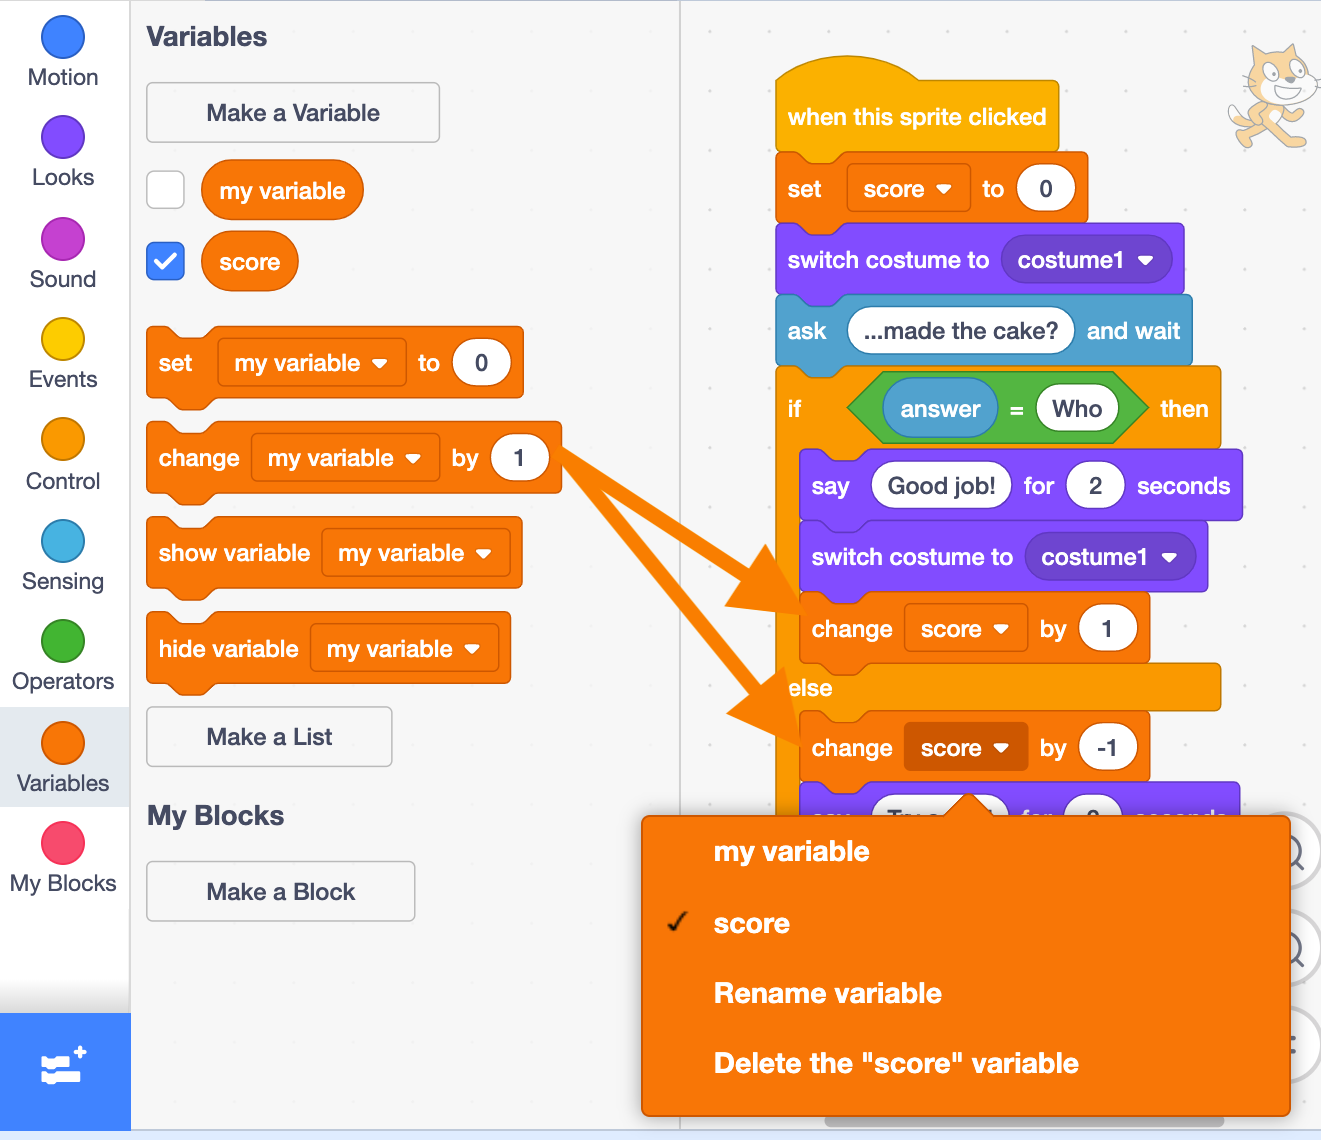 Motion
Looks
Sound
Events
Control
Sensing
Operators
Variables
My Blocks
Variables
Make a Variable
my variable
score
set my variable to 0
change my variable by 1
show variable my variable
hide variable my variable
Make a List
My Blocks
Make a Block
when this sprite clicked
set score to 0
switch costume to costume1
ask ...made the cake? and wait
if answer = Who then
say Good job! for 2 seconds
switch costume to costume1
change score by 1
else
change score by -1
say for seconds
my variable
✓ score
Rename variable
Delete the "score" variable